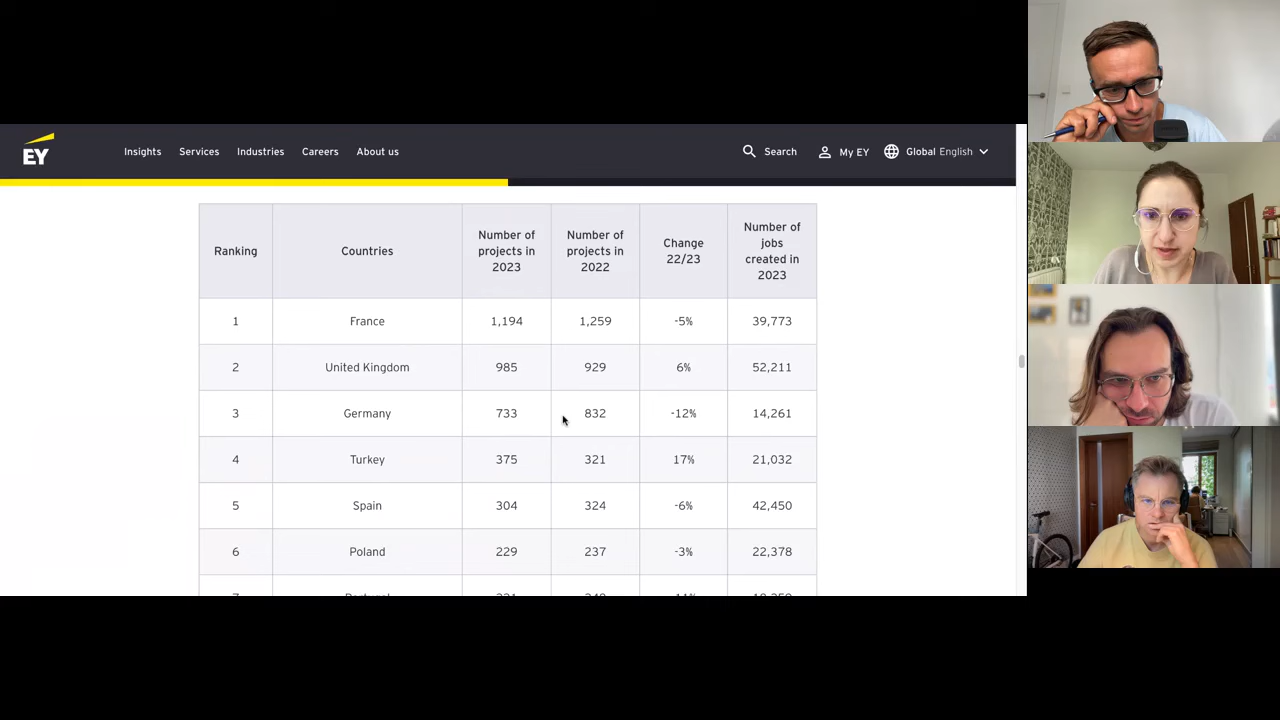 EY
Insights Services Industries Careers About us Search My EY Global English
Ranking Countries Number of projects in 2023 Number of projects in 2022 Change 22/23 Number of jobs created in 2023
1 France 1,194 1,259 -5% 39,773
2 United Kingdom 985 929 6% 52,211
3 Germany 733 832 -12% 14,261
4 Turkey 375 321 17% 21,032
5 Spain 304 324 -6% 42,450
6 Poland 229 237 -3% 22,378